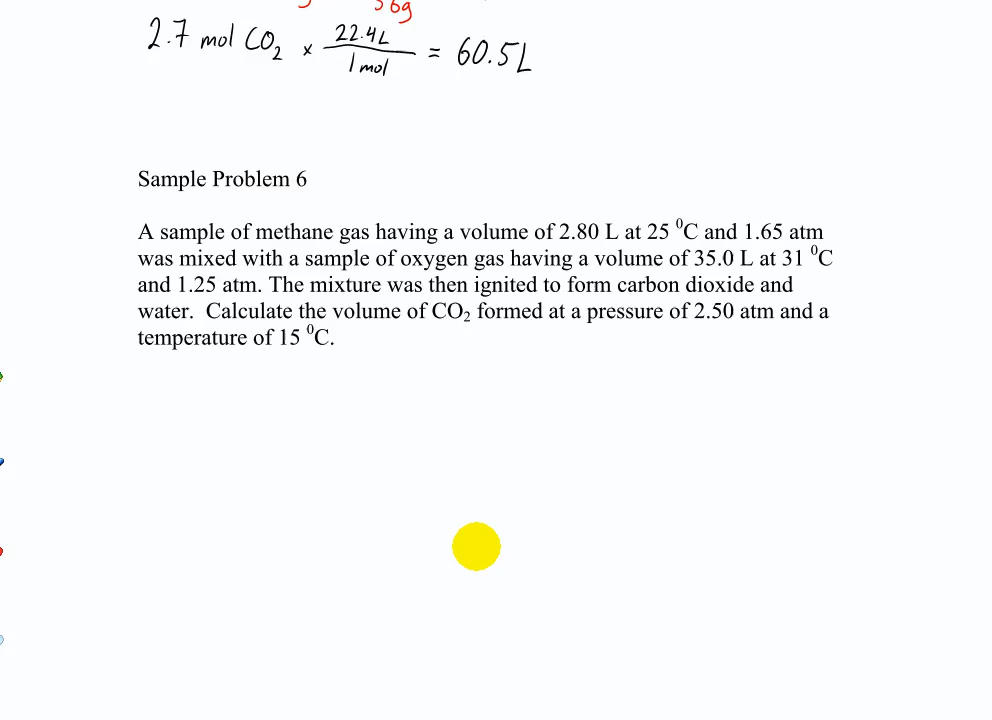 56g
2.7 mol CO₂ × 22.4L / 1 mol = 60.5L
Sample Problem 6
A sample of methane gas having a volume of 2.80 L at 25 ⁰C and 1.65 atm
was mixed with a sample of oxygen gas having a volume of 35.0 L at 31 ⁰C
and 1.25 atm. The mixture was then ignited to form carbon dioxide and
water.  Calculate the volume of CO₂ formed at a pressure of 2.50 atm and a
temperature of 15 ⁰C.